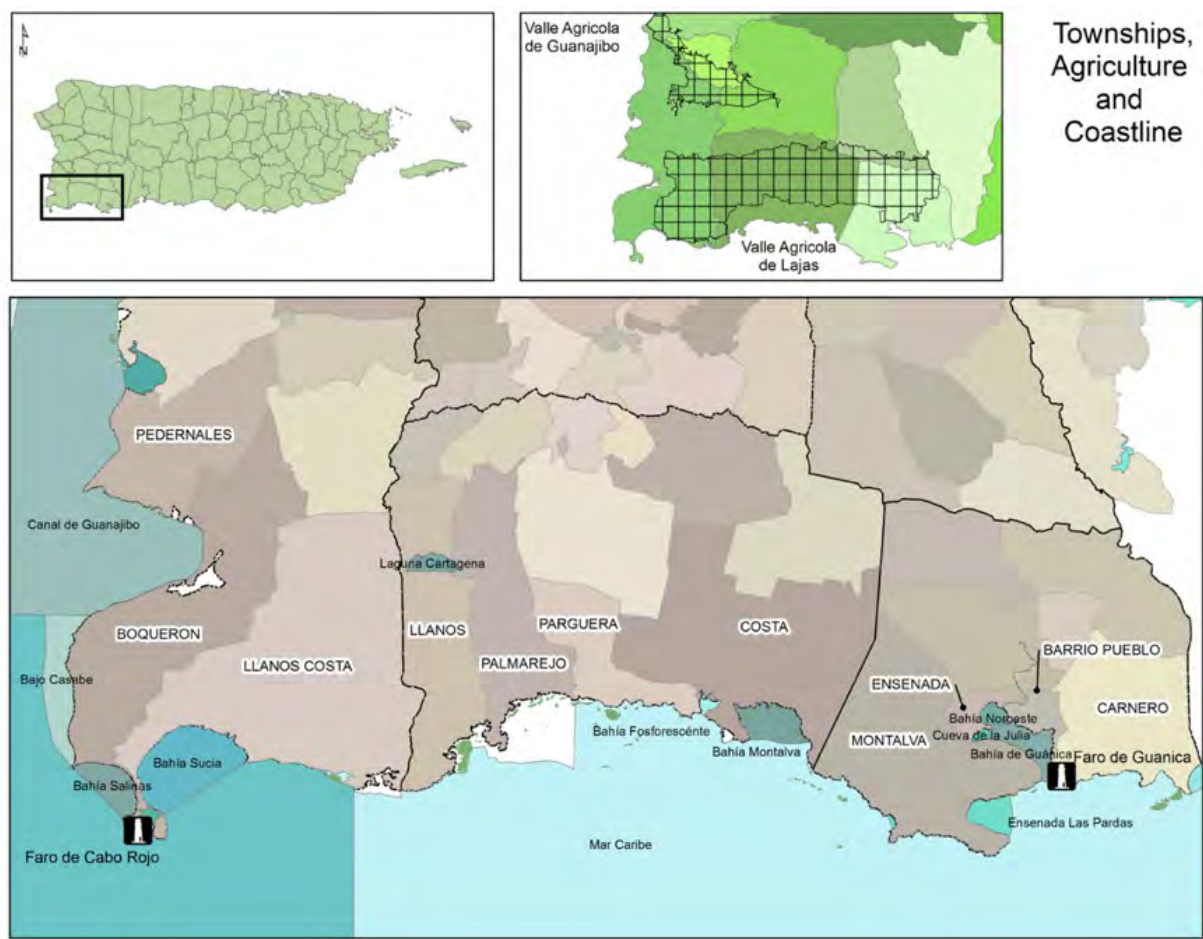 N
Valle Agricola
de Guanajibo
Valle Agricola
de Lajas
Townships,
Agriculture
and
Coastline
PEDERNALES
Canal de Guanajibo
Laguna Cartagena
BOQUERON
LLANOS
PARGUERA
COSTA
BARRIO PUEBLO
LLANOS COSTA
PALMAREJO
Bajo Casabe
ENSENADA
CARNERO
Bahía Noroeste
Bahía Fosforescénte
Cueva de la Julia
MONTALVA
Bahía Montalva
Bahía de Guánica
Faro de Guanica
Bahía Sucia
Bahía Salinas
Ensenada Las Pardas
Mar Caribe
Faro de Cabo Rojo